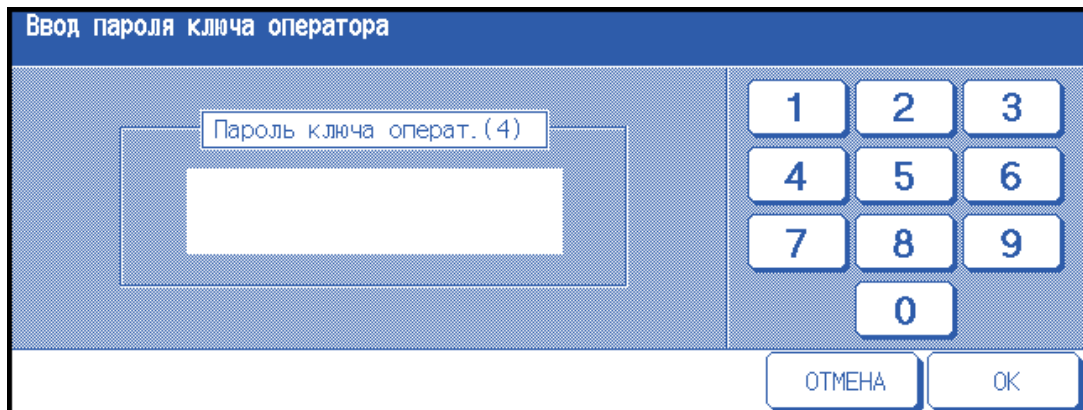 Ввод пароля ключа оператора
Пароль ключа операт.(4)
1 2 3
4 5 6
7 8 9
0
ОТМЕНА OK